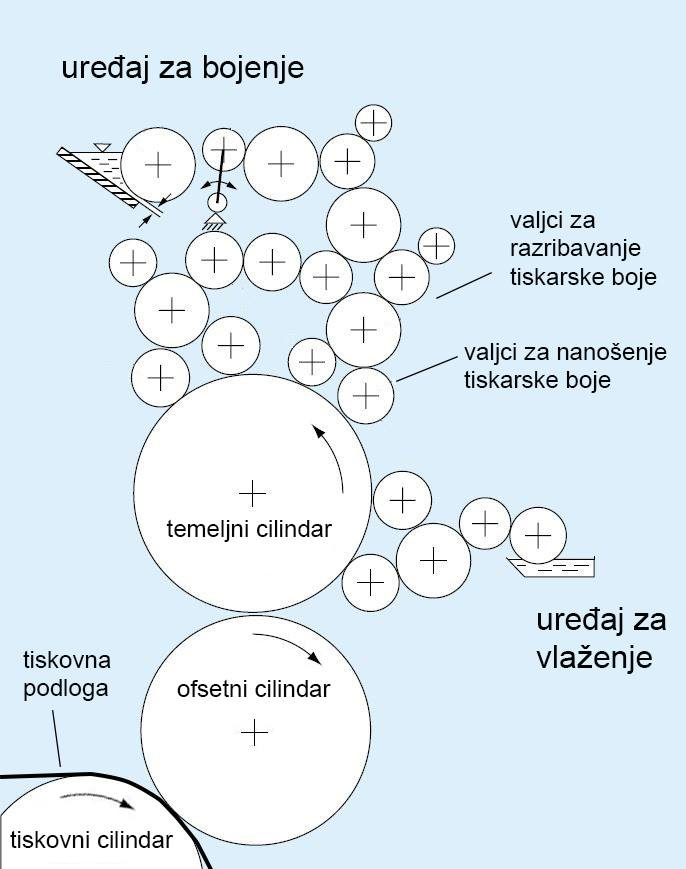 uređaj za bojenje
valjci za
razribavanje
tiskarske boje
valjci za nanošenje
tiskarske boje
temeljni cilindar
uređaj za
vlaženje
tiskovna
podloga
ofsetni cilindar
tiskovni cilindar